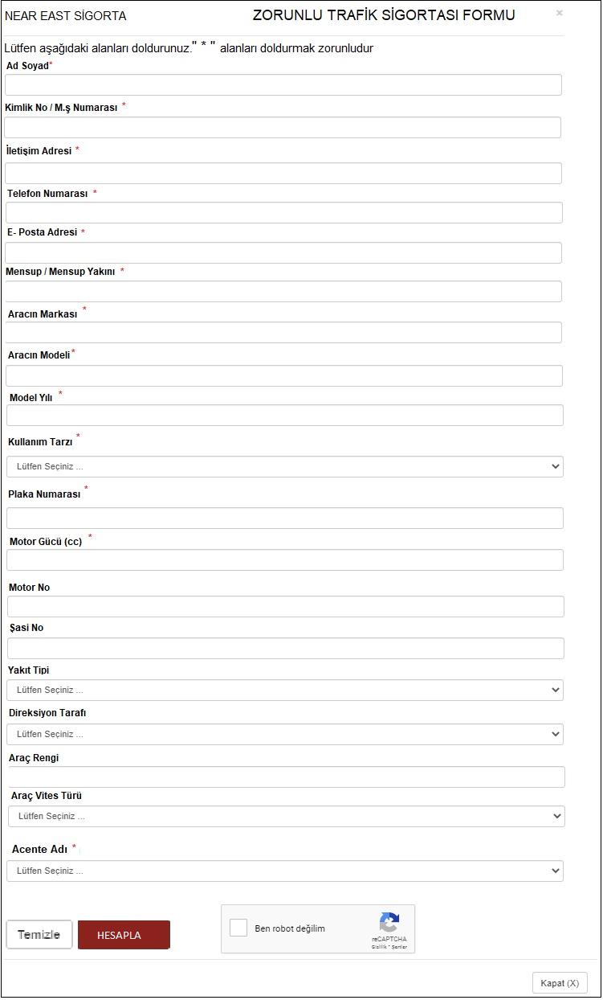 NEAR EAST SİGORTA
ZORUNLU TRAFİK SİGORTASI FORMU
×
Lütfen aşağıdaki alanları doldurunuz." * " alanları doldurmak zorunludur
Ad Soyad*
Kimlik No / M.ş Numarası *
İletişim Adresi *
Telefon Numarası *
E- Posta Adresi *
Mensup / Mensup Yakını *
Aracın Markası *
Aracın Modeli*
Model Yılı *
Kullanım Tarzı *
Lütfen Seçiniz ...
Plaka Numarası *
Motor Gücü (cc) *
Motor No
Şasi No
Yakıt Tipi
Lütfen Seçiniz ...
Direksiyon Tarafı
Lütfen Seçiniz ...
Araç Rengi
Araç Vites Türü
Lütfen Seçiniz ...
Acente Adı *
Lütfen Seçiniz ...
Temizle
HESAPLA
Ben robot değilim
reCAPTCHA
Gizlilik * Şartlar
Kapat (X)